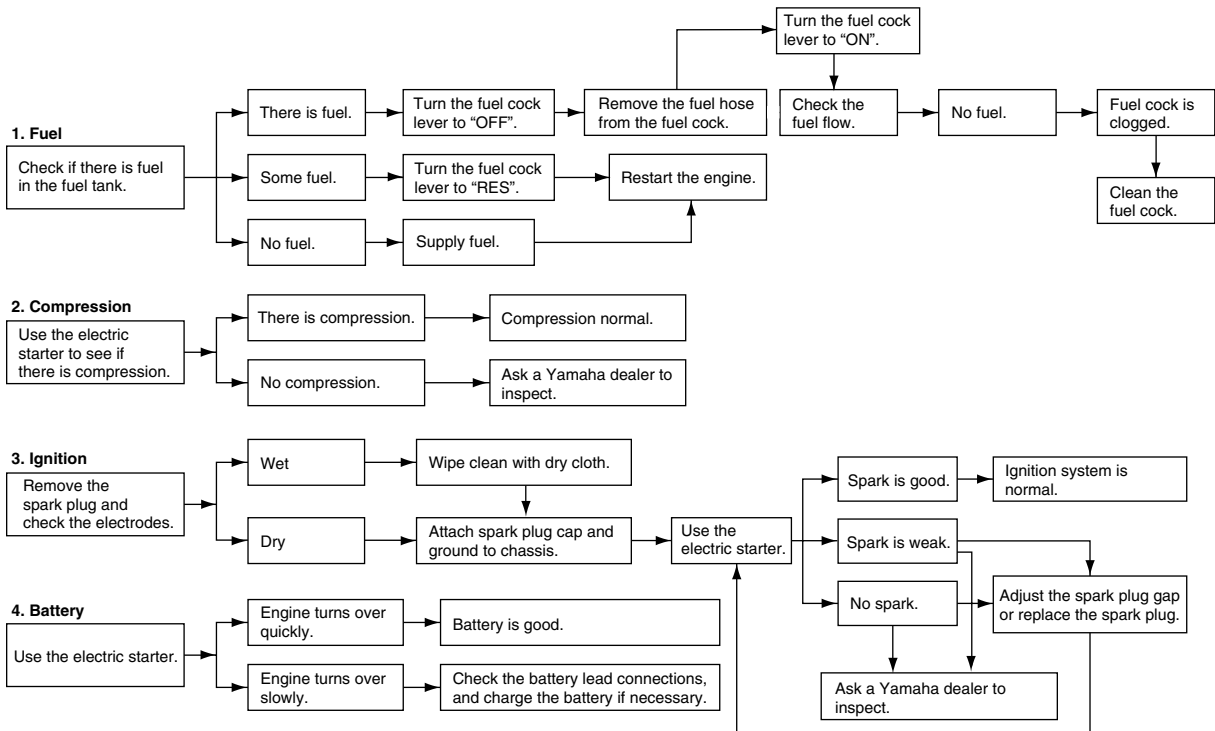 1. Fuel
Check if there is fuel
in the fuel tank.
There is fuel.
Turn the fuel cock
lever to “OFF”.
Remove the fuel hose
from the fuel cock.
Turn the fuel cock
lever to “ON”.
Check the
fuel flow.
No fuel.
Fuel cock is
clogged.
Clean the
fuel cock.
Some fuel.
Turn the fuel cock
lever to “RES”.
Restart the engine.
No fuel.
Supply fuel.
2. Compression
Use the electric
starter to see if
there is compression.
There is compression.
Compression normal.
No compression.
Ask a Yamaha dealer to
inspect.
3. Ignition
Remove the
spark plug and
check the electrodes.
Wet
Wipe clean with dry cloth.
Dry
Attach spark plug cap and
ground to chassis.
Use the
electric starter.
Spark is good.
Ignition system is
normal.
Spark is weak.
No spark.
Adjust the spark plug gap
or replace the spark plug.
Ask a Yamaha dealer to
inspect.
4. Battery
Use the electric starter.
Engine turns over
quickly.
Battery is good.
Engine turns over
slowly.
Check the battery lead connections,
and charge the battery if necessary.